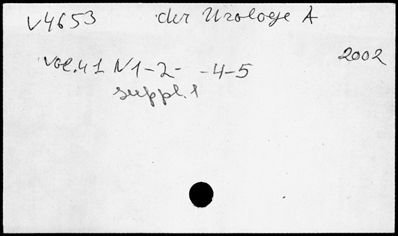 V4653 der Urologe A
2002
Vol.41 N1-2- -4-5
suppl.1